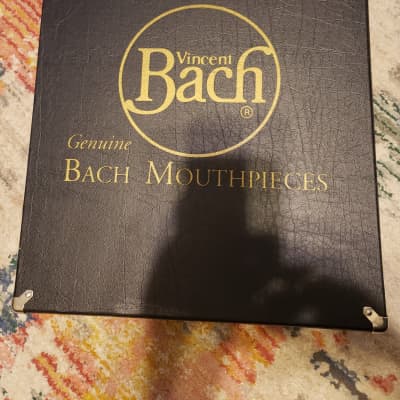 Vincent
Bach
®
Genuine
BACH MOUTHPIECES